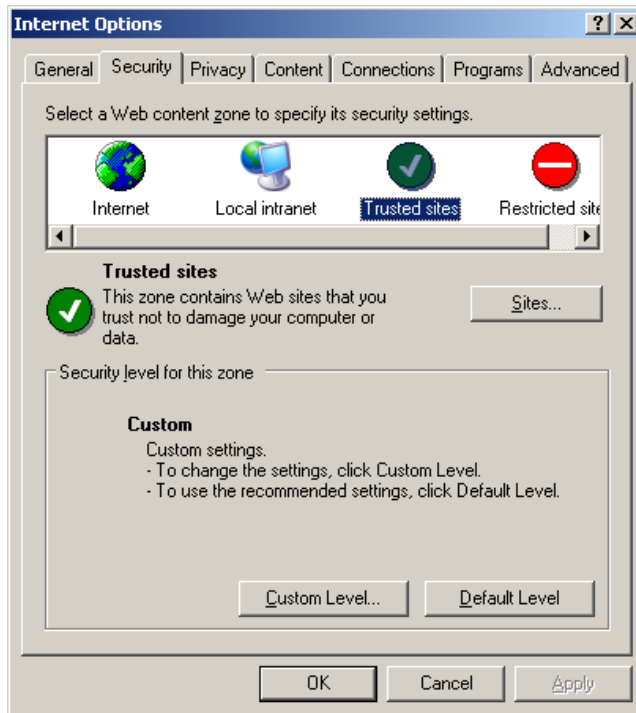 Internet Options
General Security Privacy Content Connections Programs Advanced
Select a Web content zone to specify its security settings.
Internet Local intranet Trusted sites Restricted site
Trusted sites
This zone contains Web sites that you
trust not to damage your computer or
data.
Sites...
Security level for this zone
Custom
Custom settings.
- To change the settings, click Custom Level.
- To use the recommended settings, click Default Level.
Custom Level... Default Level
OK Cancel Apply